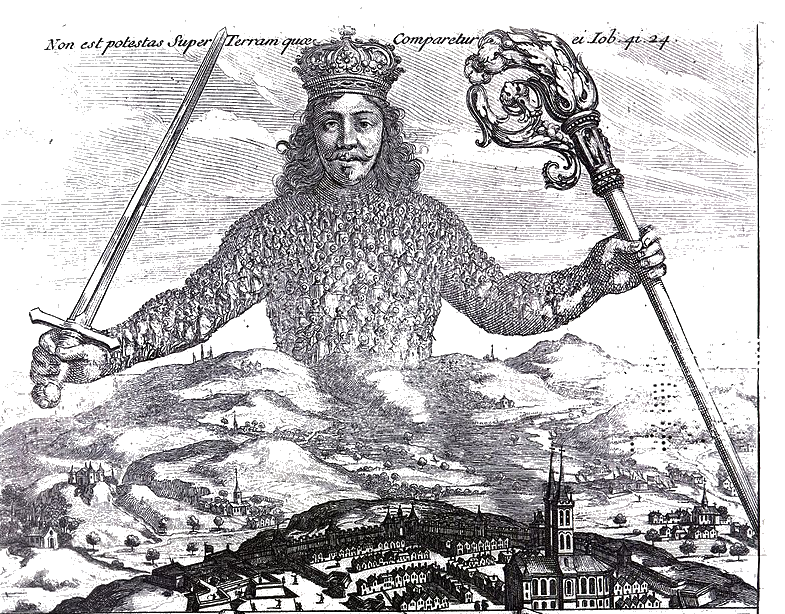 Non est potestas Super Terram quæ Comparetur ei Iob. 41. 24.